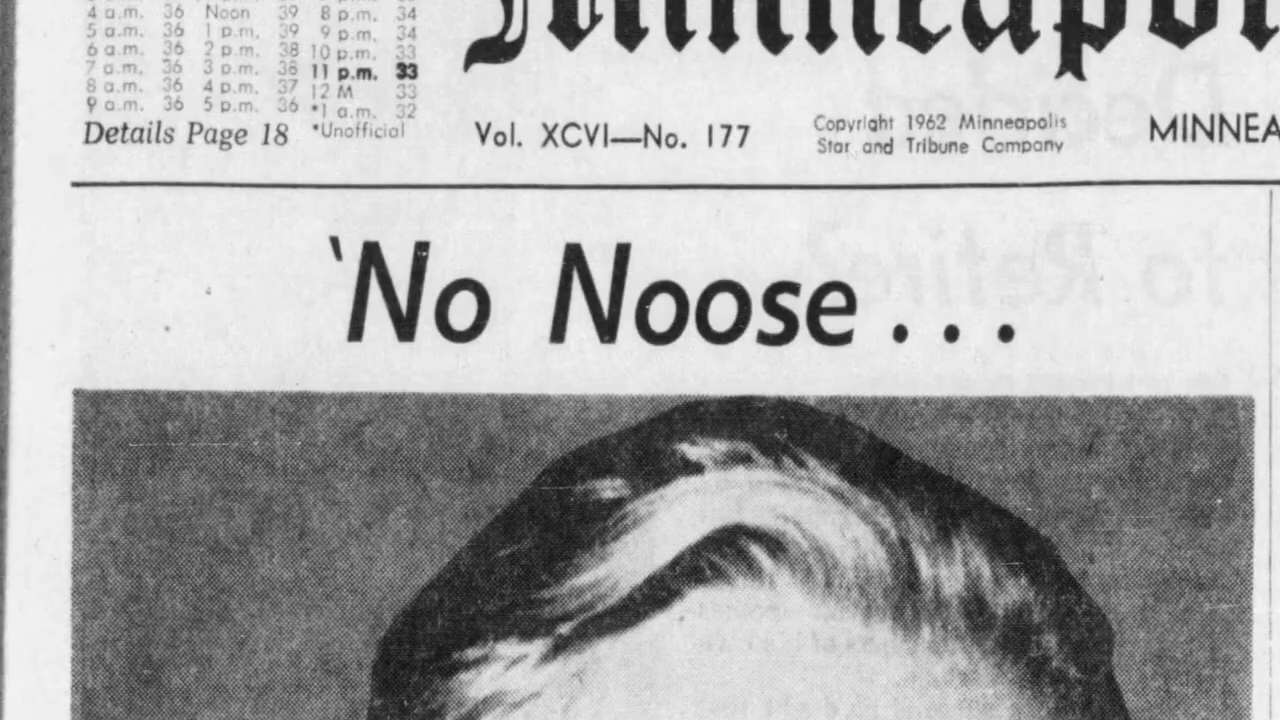 4 a.m. 36 Noon 39 8 p.m. 34
5 a.m. 36 1 p.m. 39 9 p.m. 34
6 a.m. 36 2 p.m. 38 10 p.m. 33
7 a.m. 36 3 p.m. 38 11 p.m. 33
8 a.m. 36 4 p.m. 37 12 M 33
9 a.m. 36 5 p.m. 36 *1 a.m. 32
Details Page 18 *Unofficial
Minneapol
Vol. XCVI—No. 177
Copyright 1962 Minneapolis
Star and Tribune Company
MINNEA
'No Noose . . .